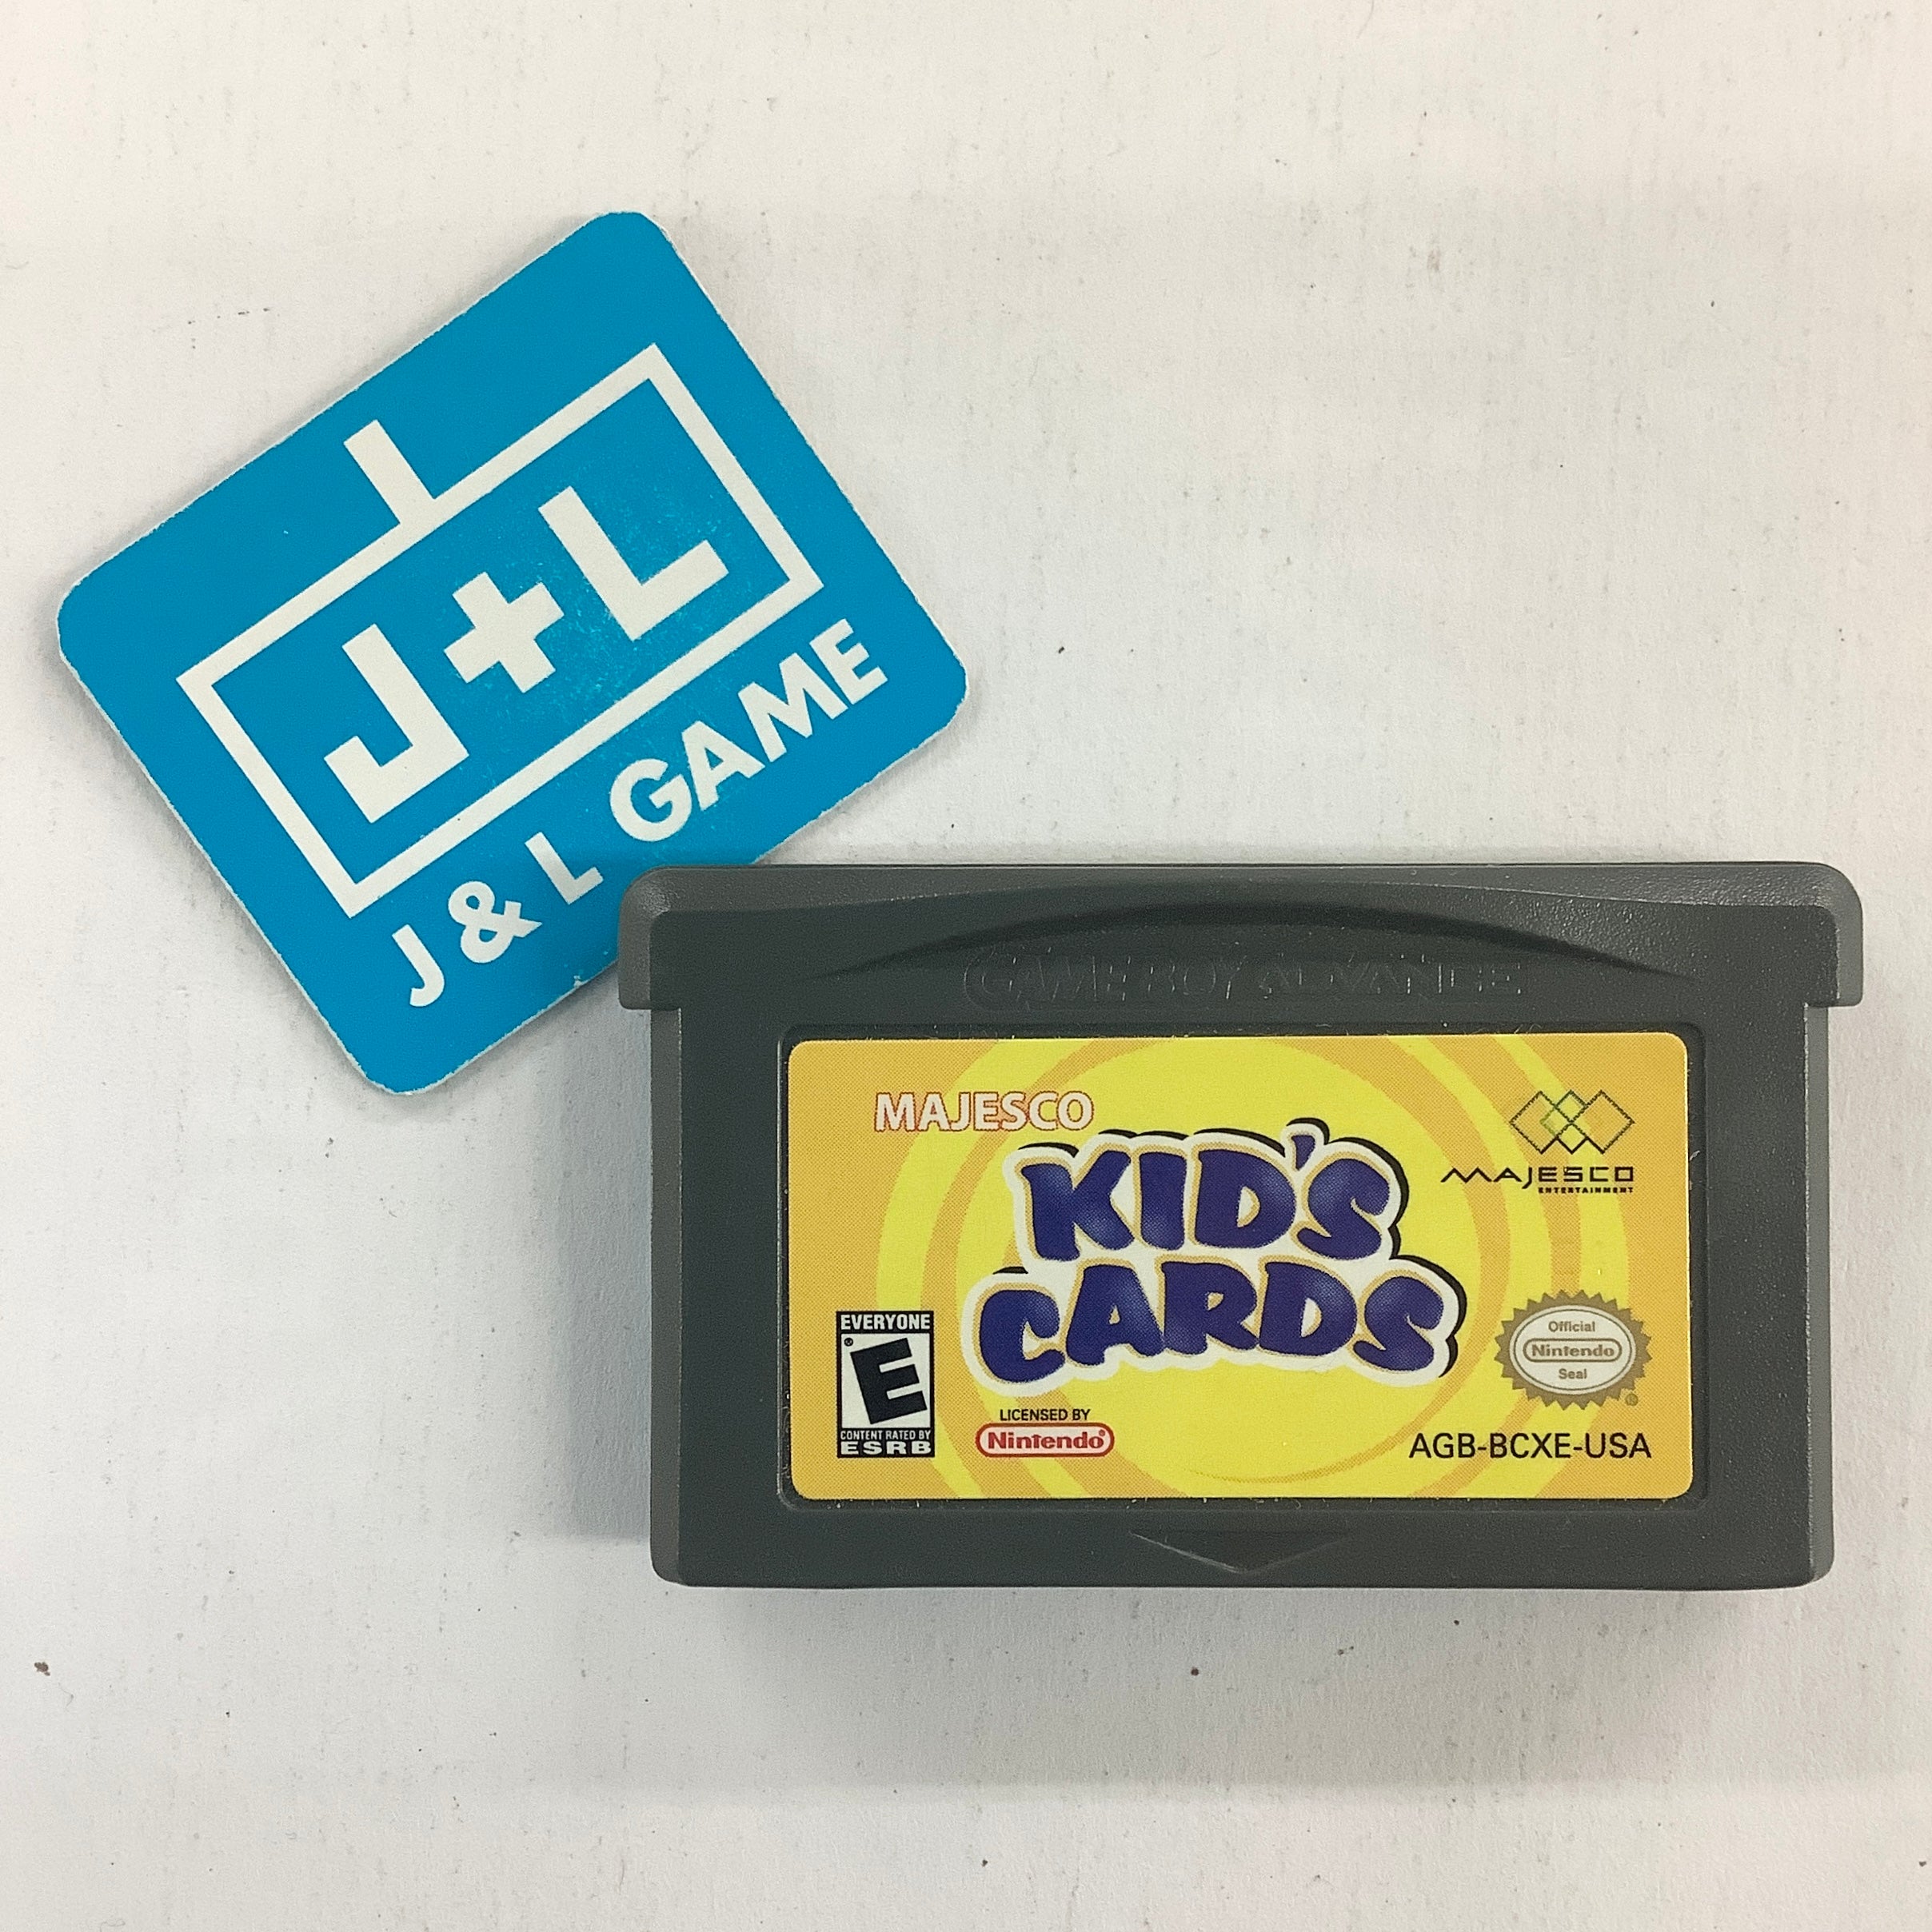 J+L
J & L GAME
GAME BOY ADVANCE
MAJESCO
MAJESCO
ENTERTAINMENT
KID'S
CARDS
EVERYONE
E
CONTENT RATED BY
ESRB
LICENSED BY
Nintendo®
Official
Nintendo
Seal
AGB-BCXE-USA